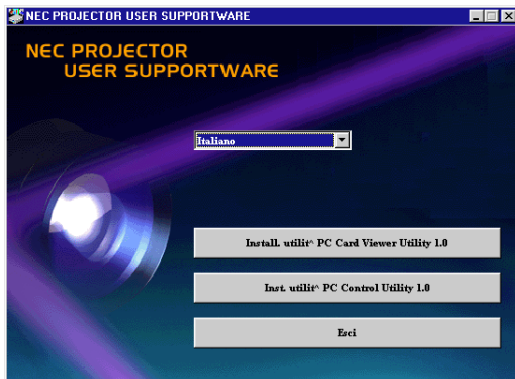 NEC PROJECTOR USER SUPPORTWARE
NEC PROJECTOR
USER SUPPORTWARE
Italiano
Install. utilit^ PC Card Viewer Utility 1.0
Inst. utilit^ PC Control Utility 1.0
Esci